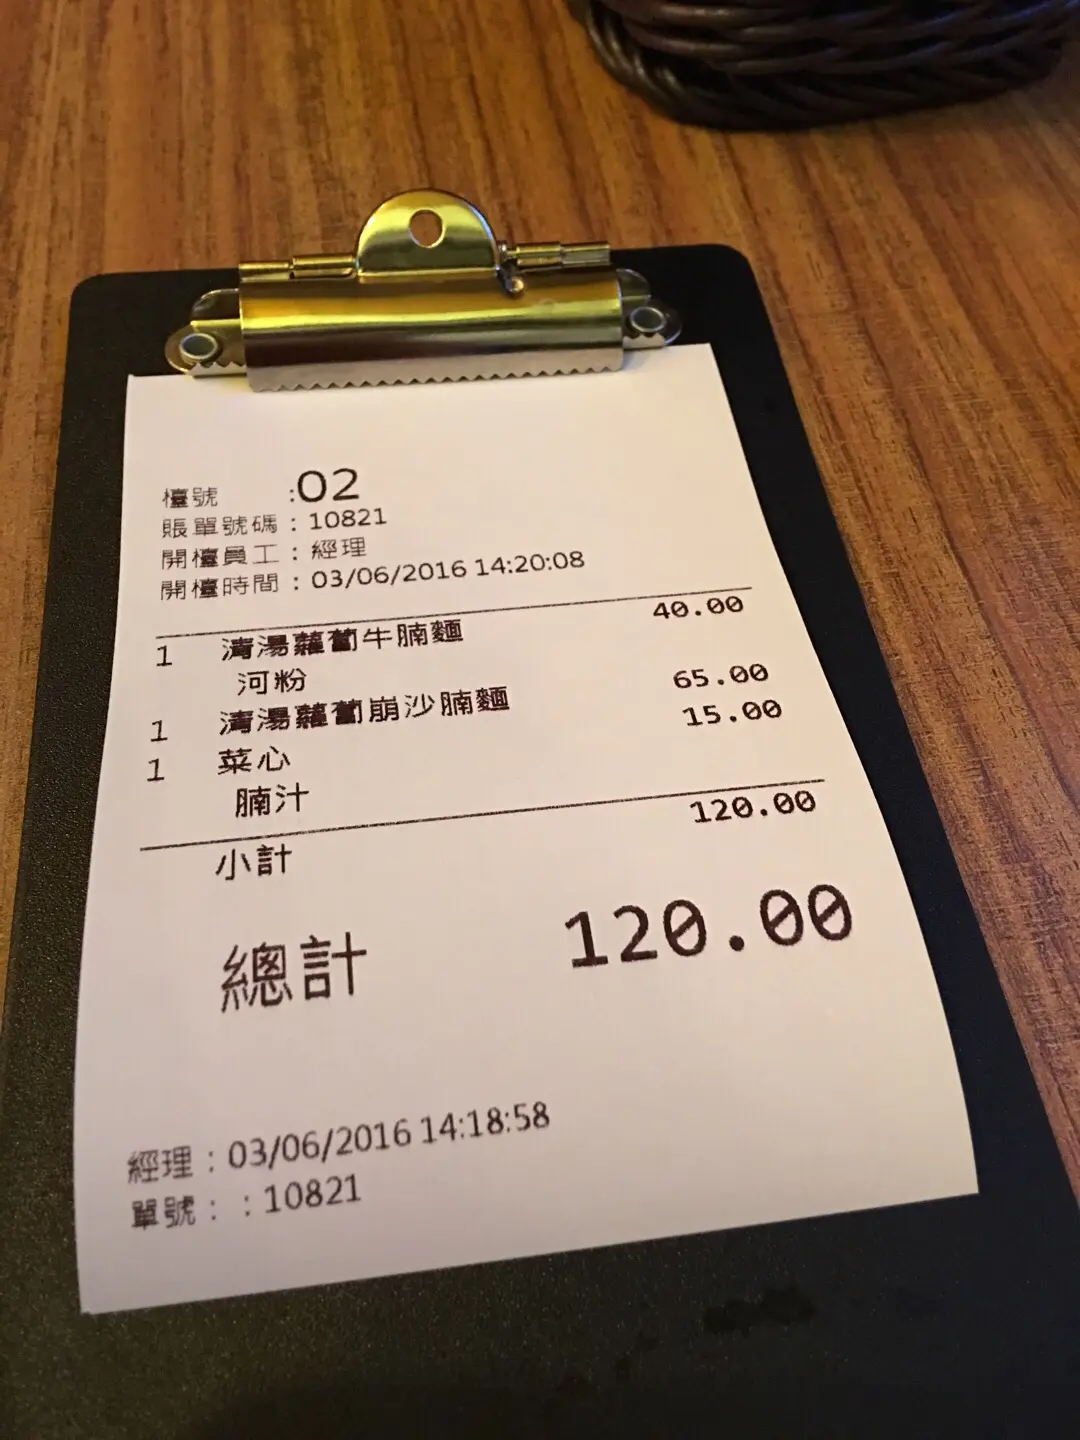 檯號 :02
賬單號碼：10821
開檯員工：經理
開檯時間：03/06/2016 14:20:08
1 清湯蘿蔔牛腩麵 40.00
河粉
1 清湯蘿蔔崩沙腩麵 65.00
1 菜心 15.00
腩汁
小計 120.00
總計 120.00
經理：03/06/2016 14:18:58
單號：：10821